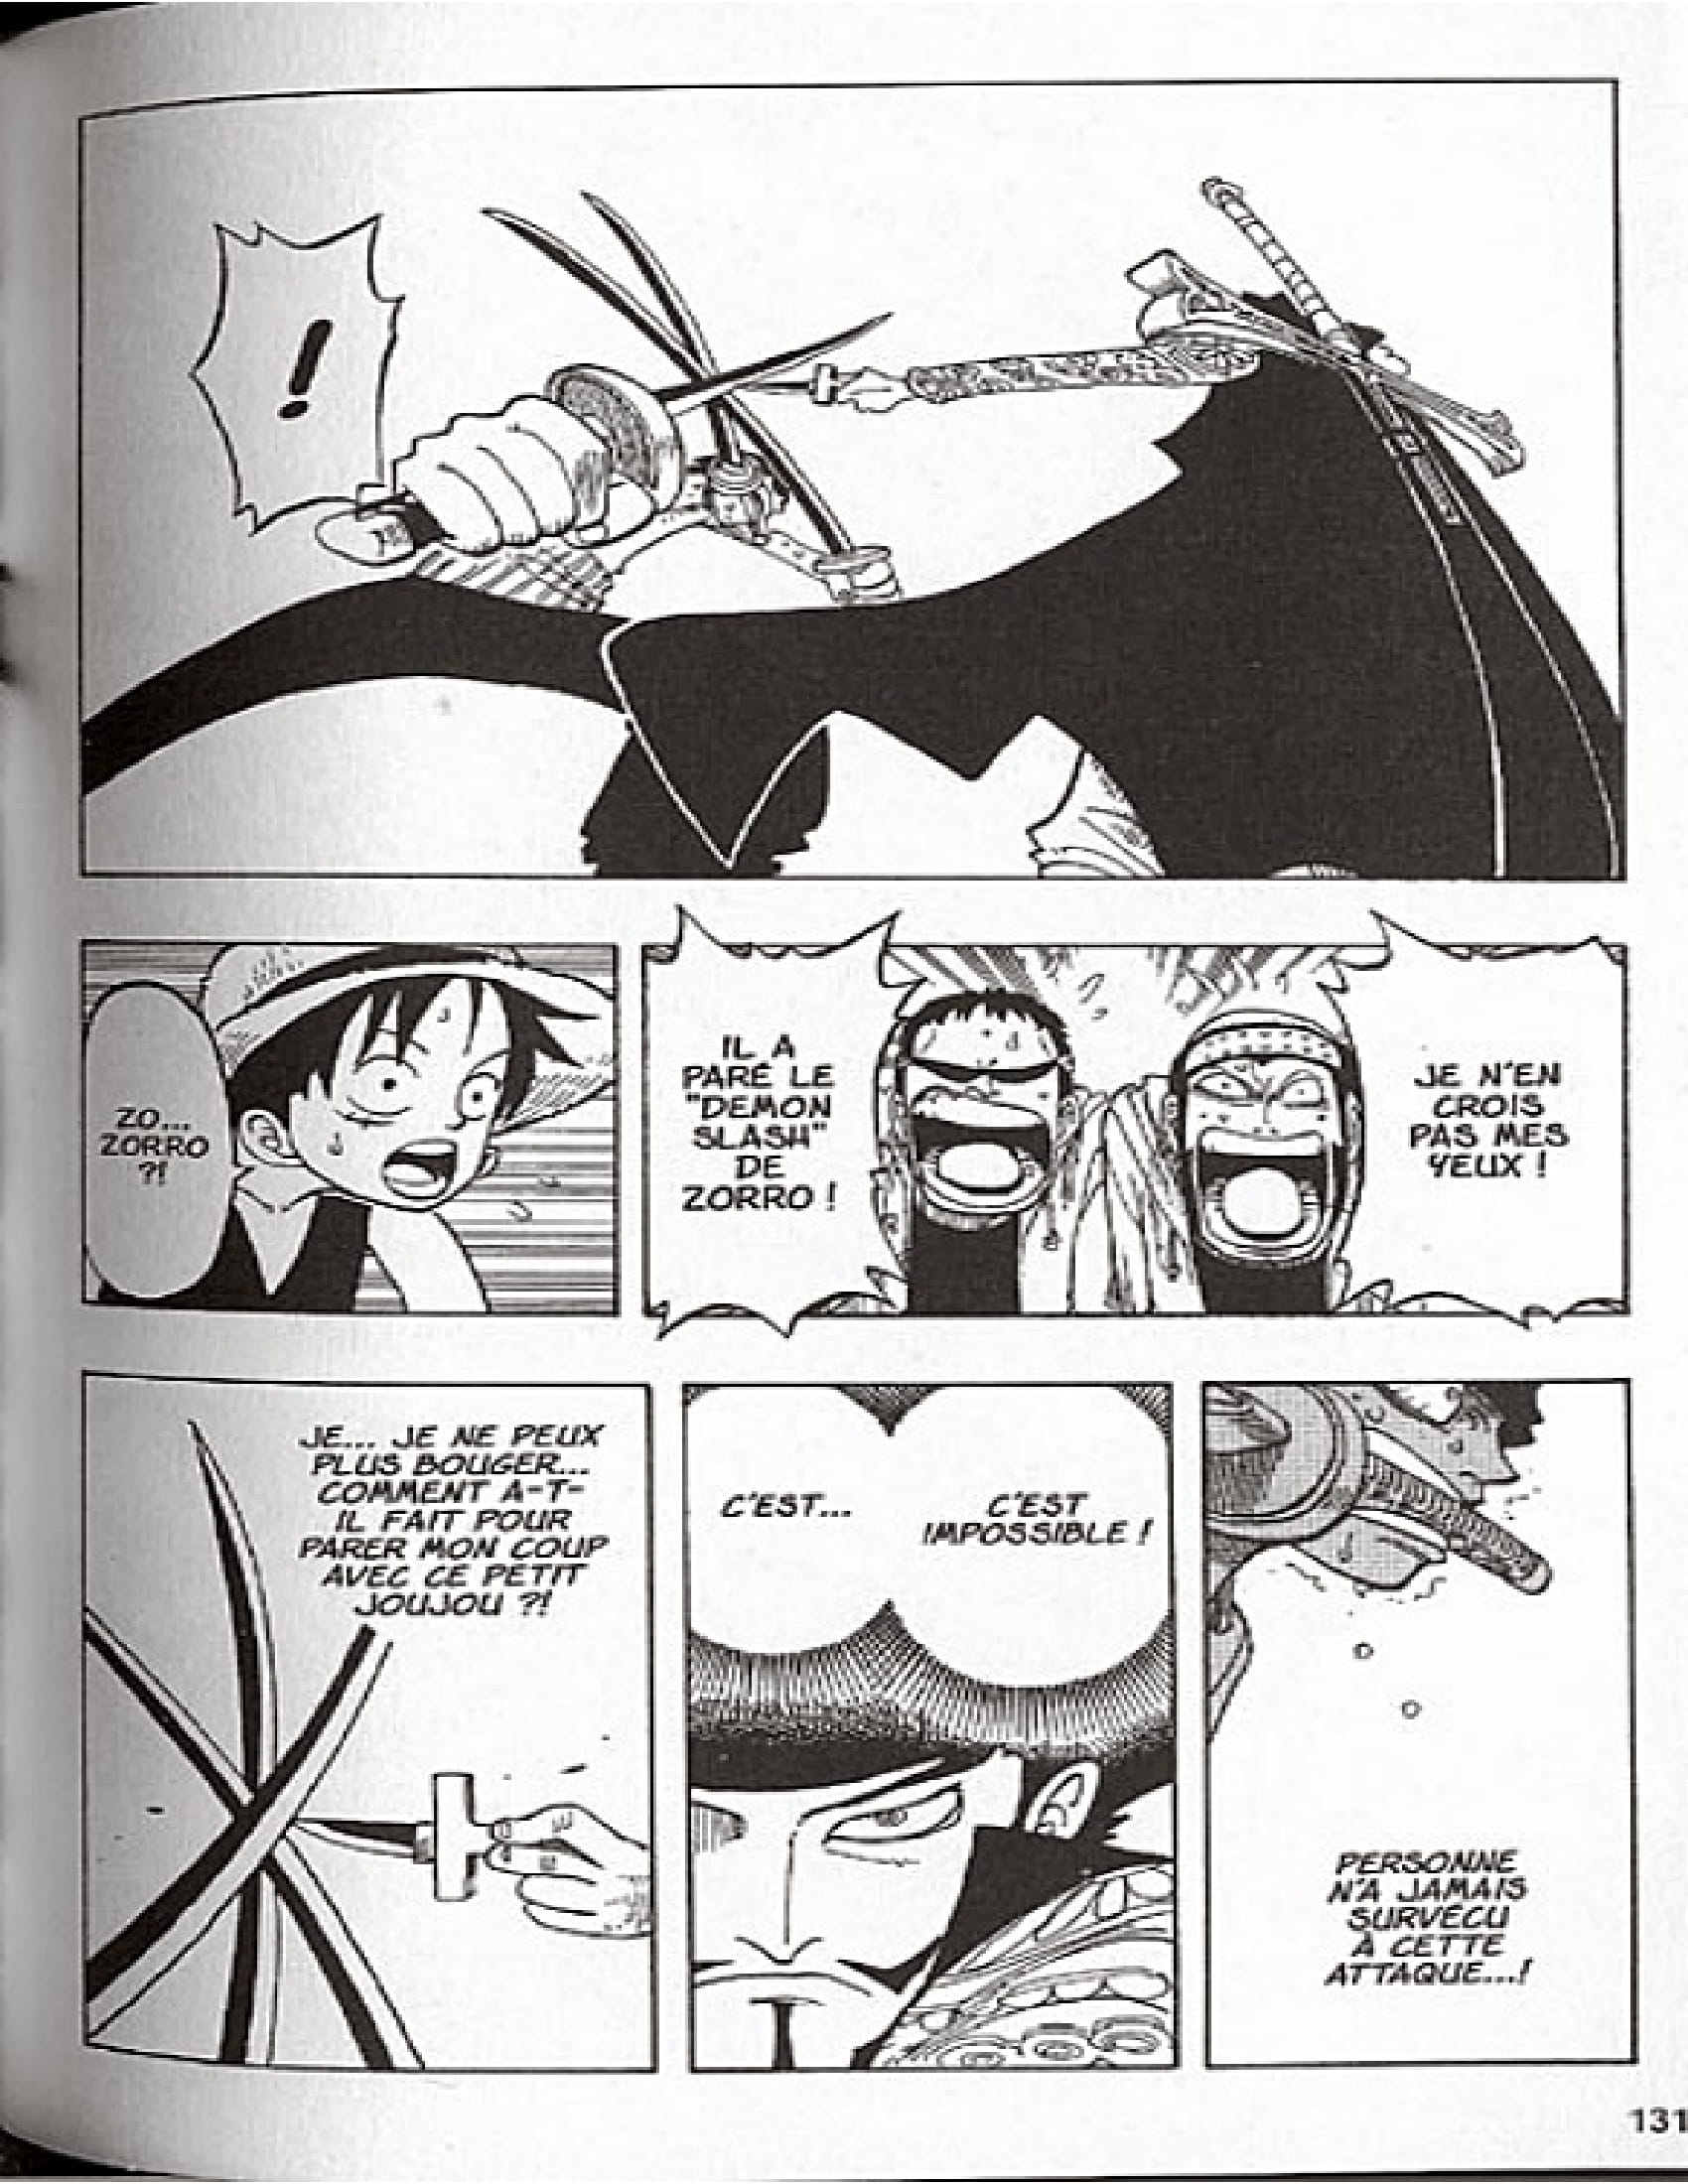 !
JE N'EN
CROIS
PAS MES
YEUX !
IL A
PARÉ LE
"DEMON
SLASH"
DE
ZORRO !
ZO...
ZORRO
?!
PERSONNE
N'A JAMAIS
SURVÉCU
À CETTE
ATTAQUE...!
C'EST
IMPOSSIBLE !
C'EST...
JE... JE NE PEUX
PLUS BOUGER...
COMMENT A-T-
IL FAIT POUR
PARER MON COUP
AVEC CE PETIT
JOUJOU ?!
131